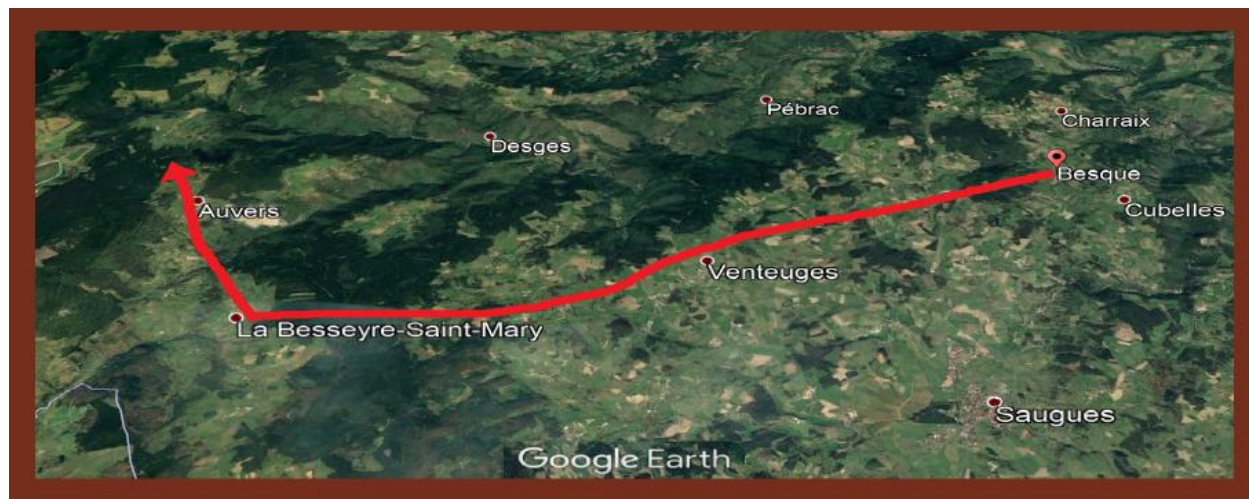 Pébrac
Charraix
Desges
Besque
Auvers
Cubelles
Venteuges
La Besseyre-Saint-Mary
Saugues
Google Earth